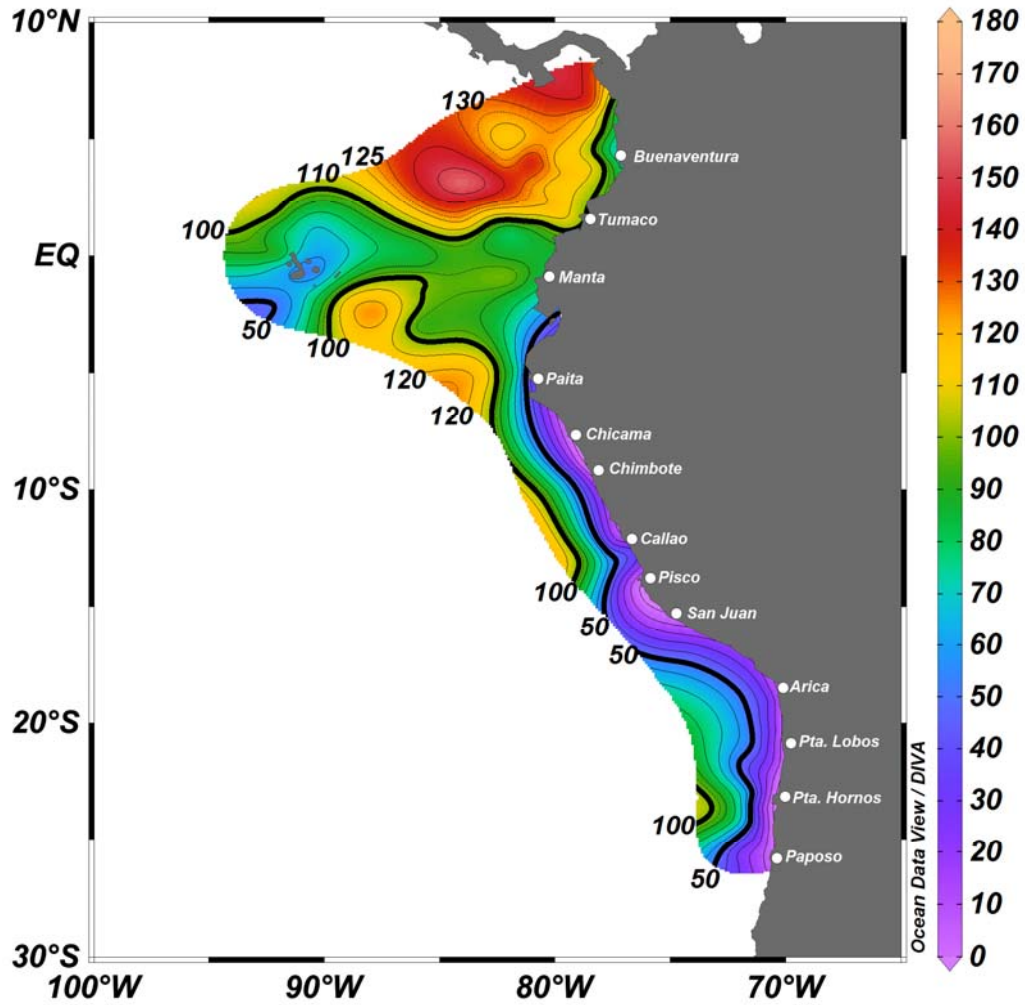 10°N
180
170
130
160
150
125
Buenaventura
140
110
Tumaco
100
130
EQ
Manta
120
50
100
110
120
Paita
120
100
Chicama
Chimbote
10°S
90
Callao
80
100
Pisco
70
50
San Juan
50
60
Arica
50
20°S
Pta. Lobos
40
Pta. Hornos
30
100
Paposo
20
50
10
Ocean Data View / DIVA
30°S
0
100°W
90°W
80°W
70°W